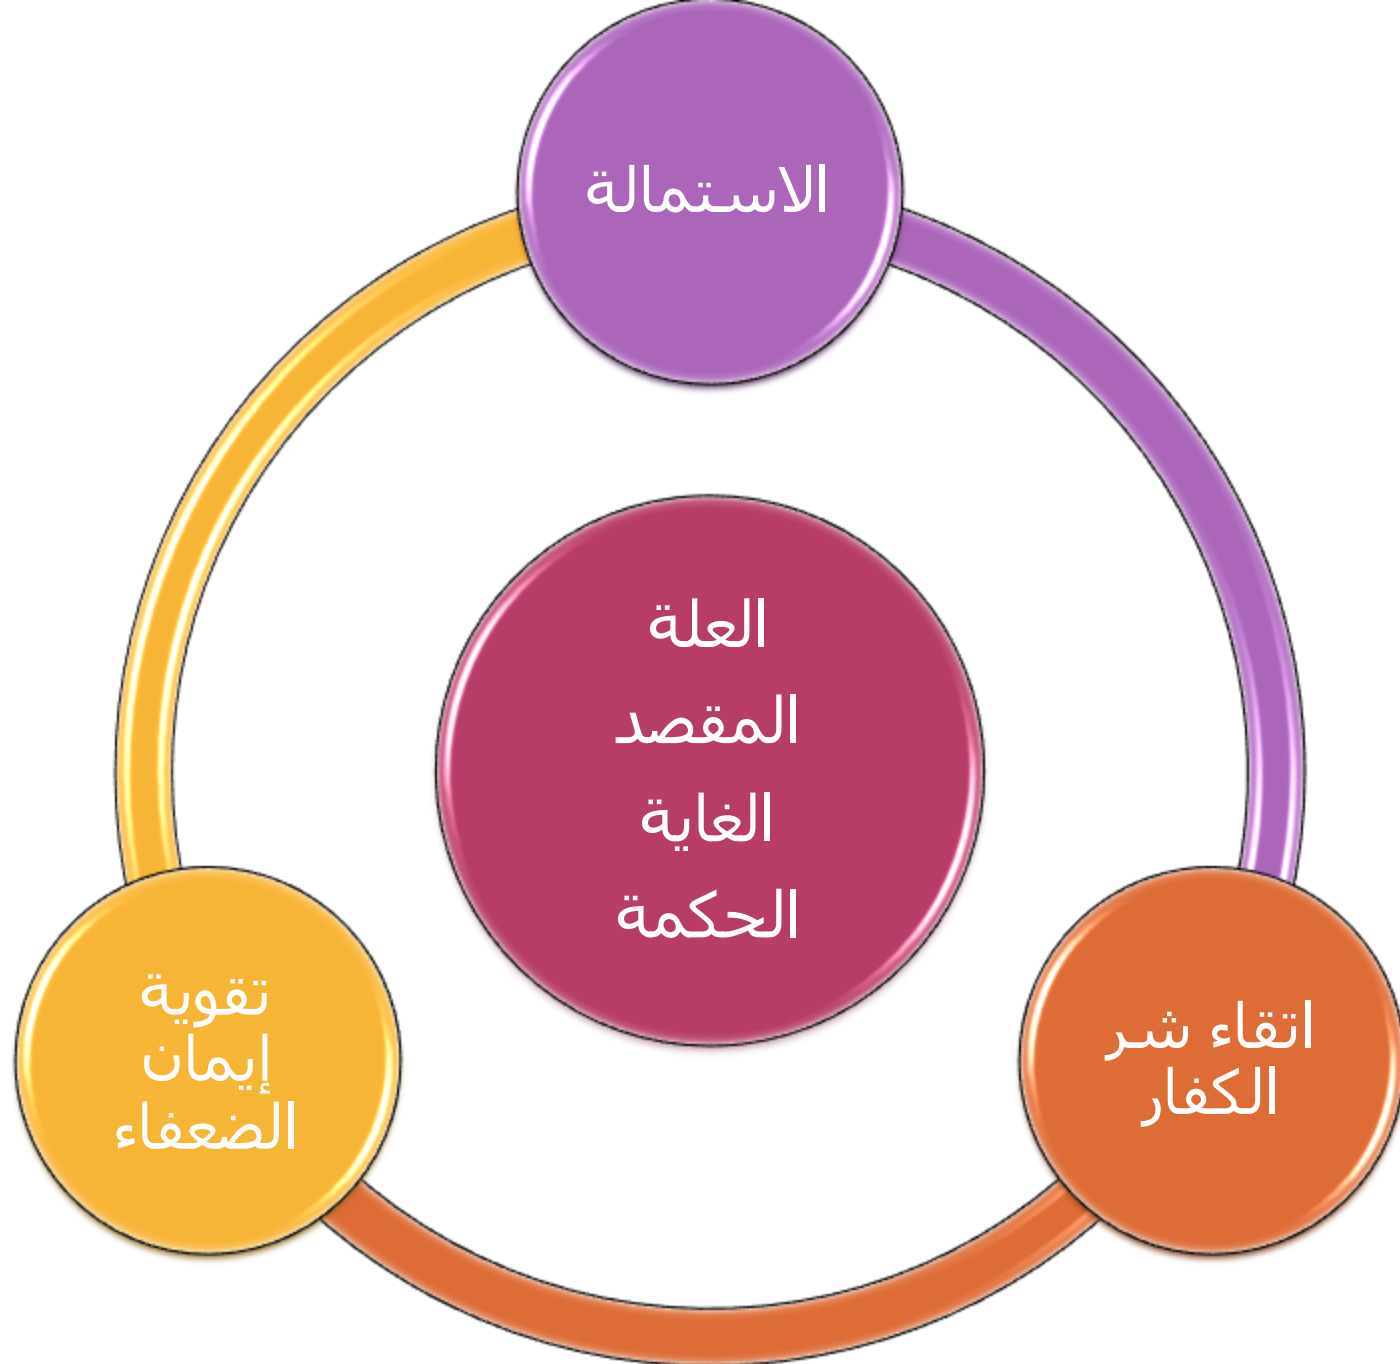 الاستمالة
العلة
المقصد
الغاية
الحكمة
اتقاء شر
الكفار
تقوية
إيمان
الضعفاء